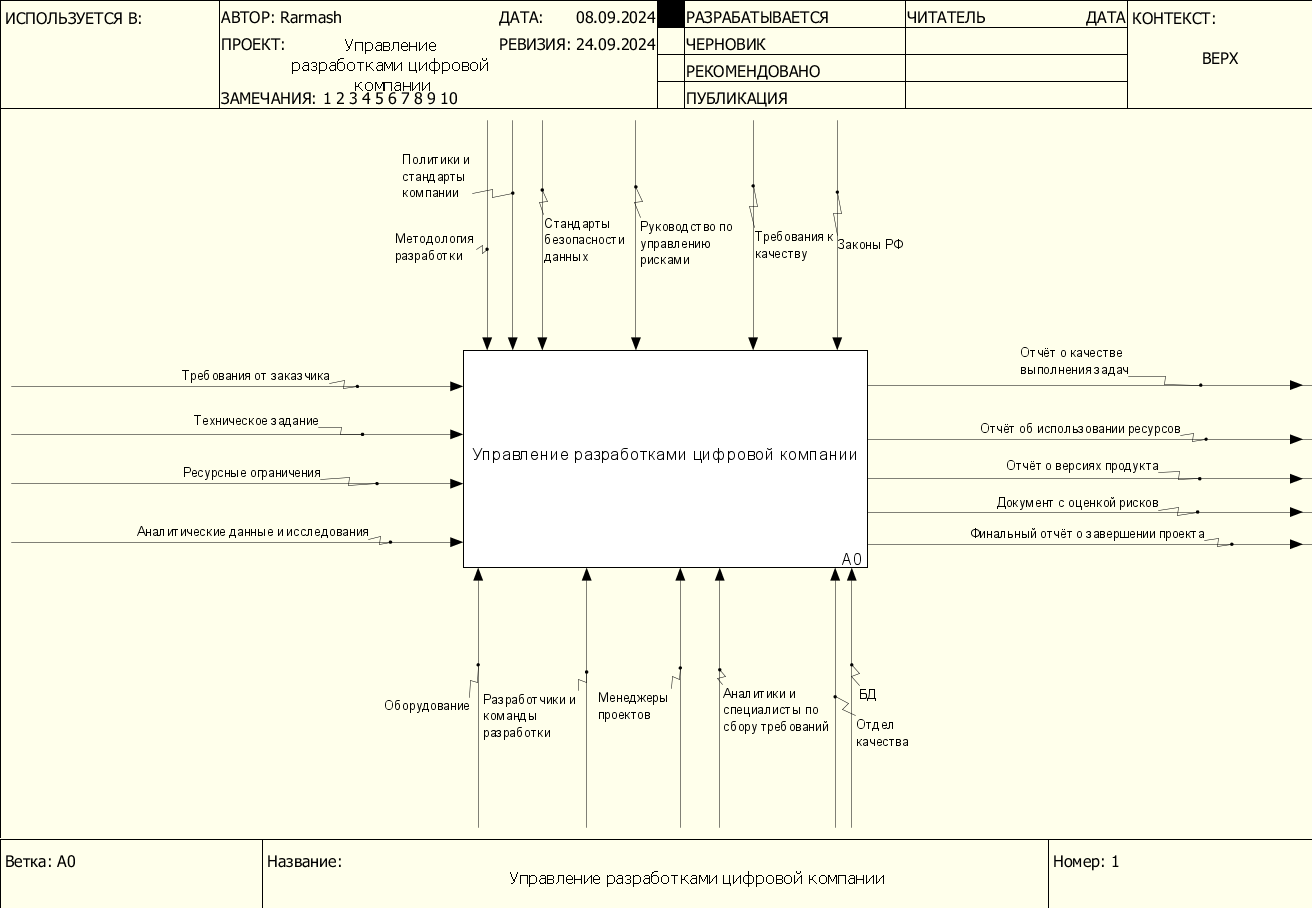 ИСПОЛЬЗУЕТСЯ В:
АВТОР: Rarmash
ДАТА: 08.09.2024
ПРОЕКТ:
Управление
разработками цифровой
компании
РЕВИЗИЯ: 24.09.2024
ЗАМЕЧАНИЯ: 1 2 3 4 5 6 7 8 9 10
РАЗРАБАТЫВАЕТСЯ
ЧЕРНОВИК
РЕКОМЕНДОВАНО
ПУБЛИКАЦИЯ
ЧИТАТЕЛЬ ДАТА
КОНТЕКСТ:
ВЕРХ
Политики и
стандарты
компании
Методология
разработки
Стандарты
безопасности
данных
Руководство по
управлению
рисками
Требования к
качеству
Законы РФ
Требования от заказчика
Техническое задание
Ресурсные ограничения
Аналитические данные и исследования
Управление разработками цифровой компании
A0
Отчёт о качестве
выполнения задач
Отчёт об использовании ресурсов
Отчёт о версиях продукта
Документ с оценкой рисков
Финальный отчёт о завершении проекта
Оборудование
Разработчики и
команды
разработки
Менеджеры
проектов
Аналитики и
специалисты по
сбору требований
БД
Отдел
качества
Ветка: A0
Название:
Управление разработками цифровой компании
Номер: 1